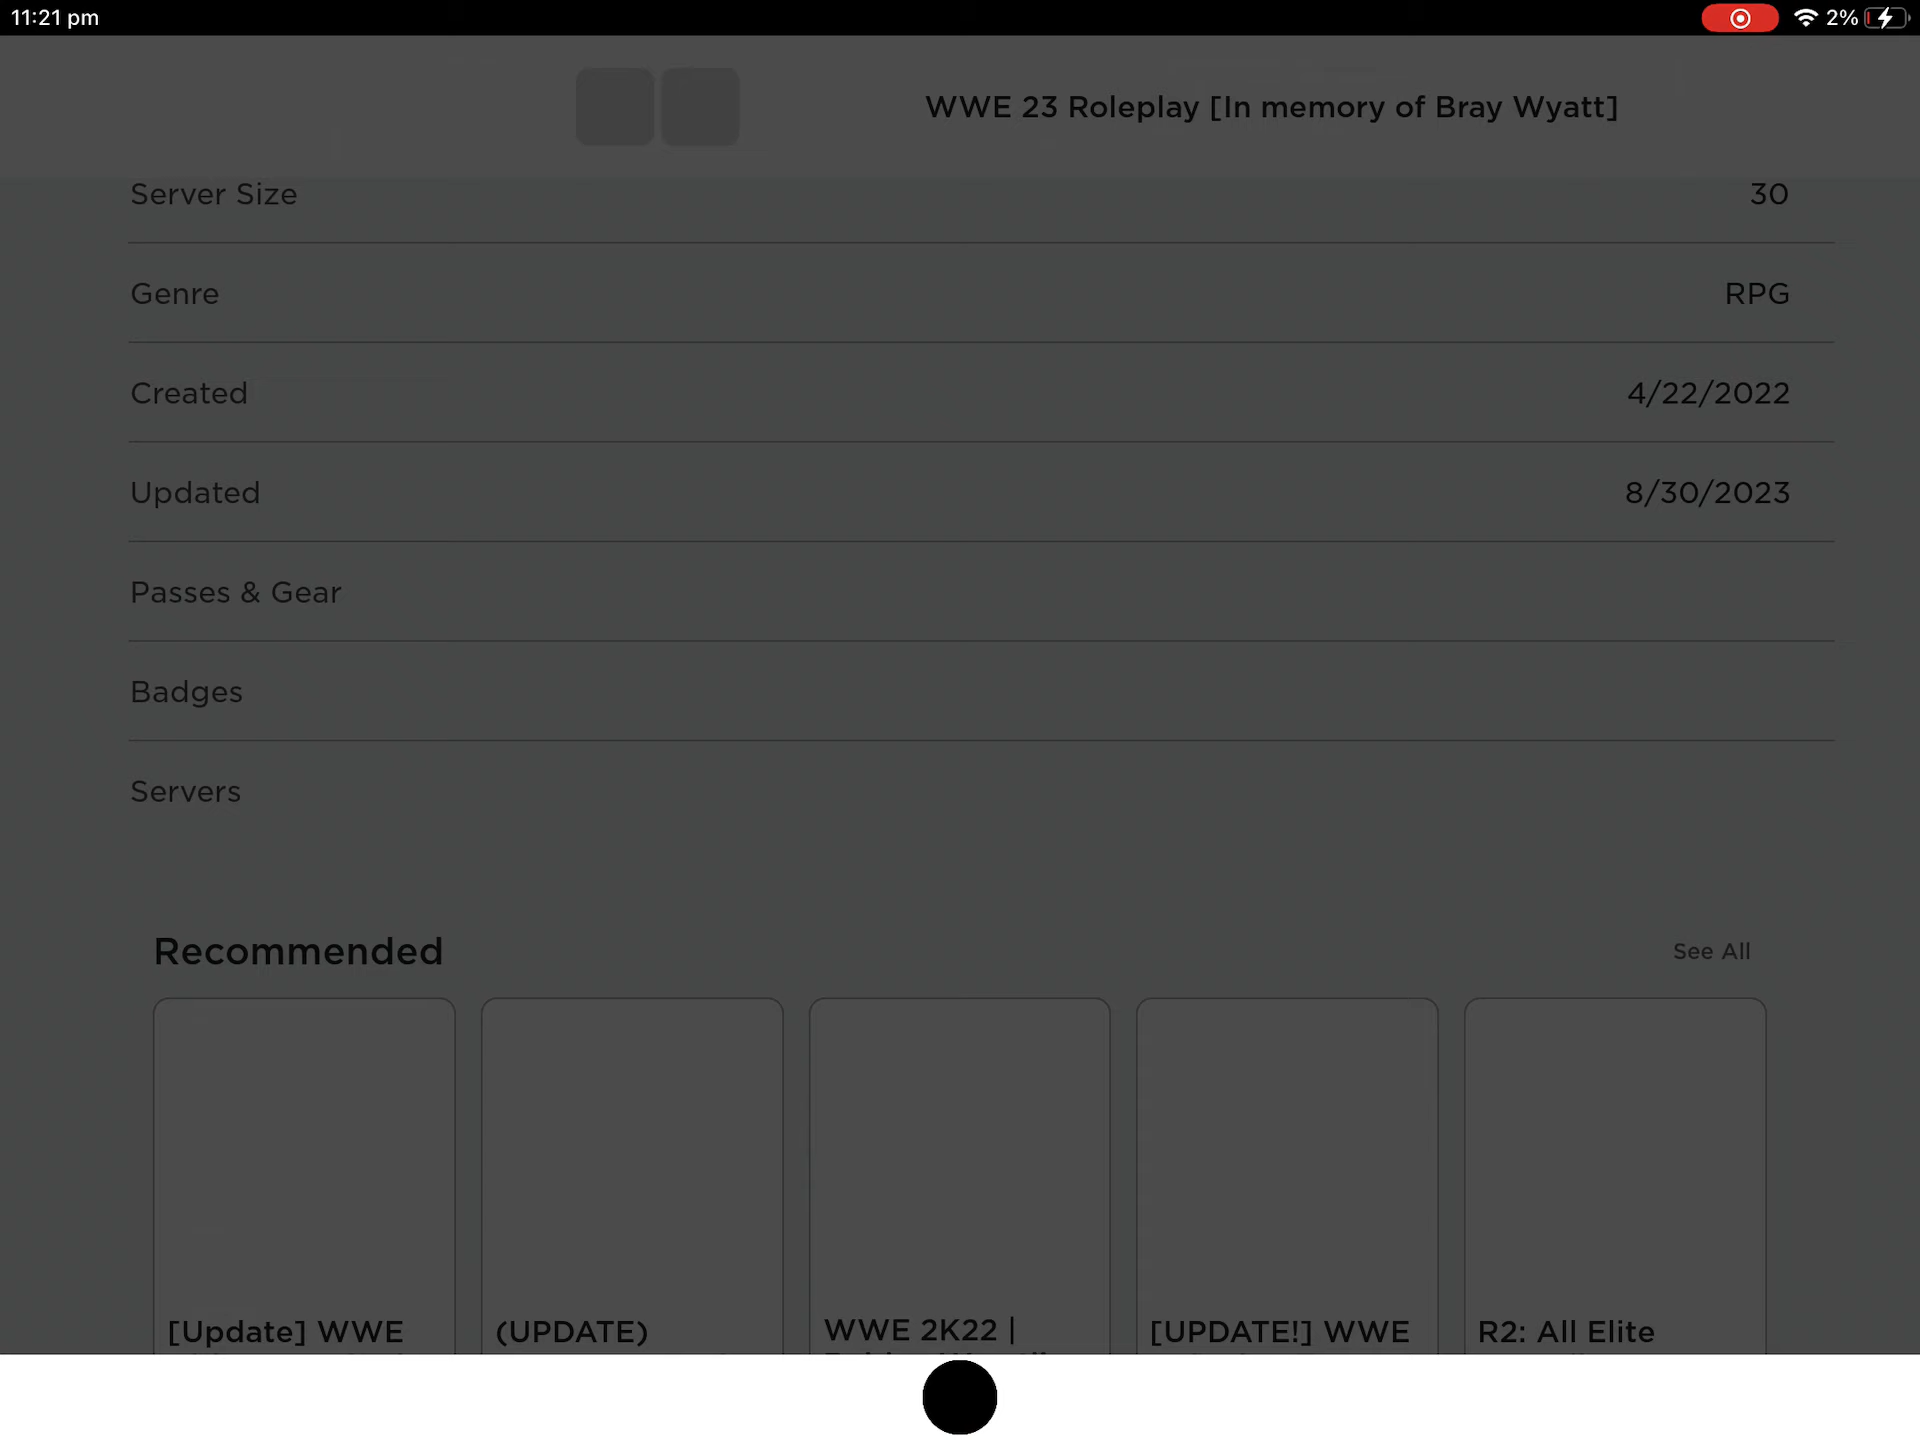 11:21 pm
2%
WWE 23 Roleplay [In memory of Bray Wyatt]
Server Size 30
Genre RPG
Created 4/22/2022
Updated 8/30/2023
Passes & Gear
Badges
Servers
Recommended See All
[Update] WWE
(UPDATE)
WWE 2K22 |
[UPDATE!] WWE
R2: All Elite